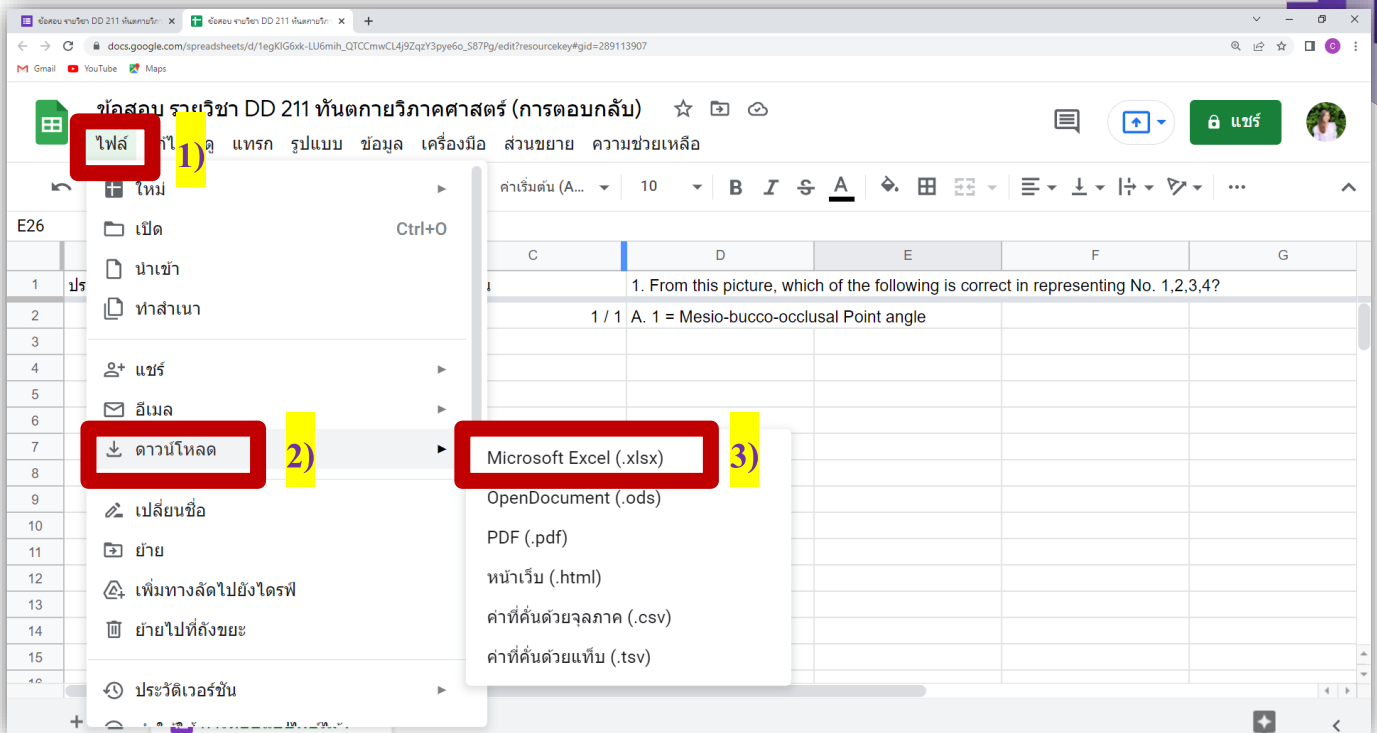 ข้อสอบ รายวิชา DD 211 ทันตกายวิภ
ข้อสอบ รายวิชา DD 211 ทันตกายวิภ
docs.google.com/spreadsheets/d/1egKlG6xk-LU6mih_QTCCmwCL4j9ZqzY3pye6o_S87Pg/edit?resourcekey#gid=289113907
C
Gmail YouTube Maps
ข้อสอบ รายวิชา DD 211 ทันตกายวิภาคศาสตร์ (การตอบกลับ)
แชร์
ไฟล์ ดู แทรก รูปแบบ ข้อมูล เครื่องมือ ส่วนขยาย ความช่วยเหลือ
1)
ใหม่
ค่าเริ่มต้น (A... 10 B I S A ...
E26
เปิด Ctrl+O
C D E F G
นำเข้า
1 ปร 1. From this picture, which of the following is correct in representing No. 1,2,3,4?
ทำสำเนา
2 1 / 1 A. 1 = Mesio-bucco-occlusal Point angle
3
4 แชร์
5 อีเมล
6
7 ดาวน์โหลด 2) Microsoft Excel (.xlsx) 3)
8
9 OpenDocument (.ods)
เปลี่ยนชื่อ
10 PDF (.pdf)
11 ย้าย
12 หน้าเว็บ (.html)
เพิ่มทางลัดไปยังไดรฟ์
13 ค่าที่คั่นด้วยจุลภาค (.csv)
14 ย้ายไปที่ถังขยะ
15 ค่าที่คั่นด้วยแท็บ (.tsv)
16
ประวัติเวอร์ชัน